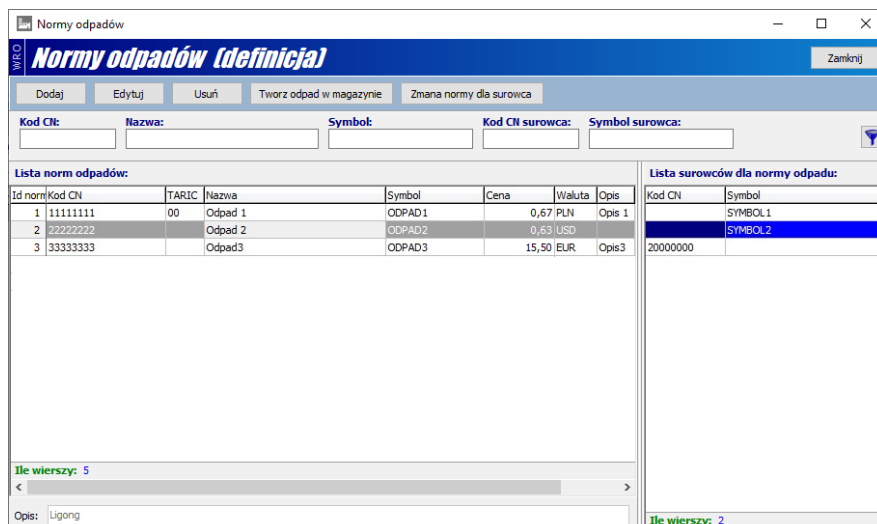 Normy odpadów
WRO
Normy odpadów (definicja)
Zamknij
Dodaj Edytuj Usuń Tworz odpad w magazynie Zmana normy dla surowca
Kod CN: Nazwa: Symbol: Kod CN surowca: Symbol surowca:
Lista norm odpadów:
Id norm Kod CN TARIC Nazwa Symbol Cena Waluta Opis
1 11111111 00 Odpad 1 ODPAD1 0,67 PLN Opis 1
2 22222222 Odpad 2 ODPAD2 0,63 USD
3 33333333 Odpad3 ODPAD3 15,50 EUR Opis3
Ile wierszy: 5
Opis: Ligong
Lista surowców dla normy odpadu:
Kod CN Symbol
SYMBOL1
SYMBOL2
20000000
Ile wierszy: 2